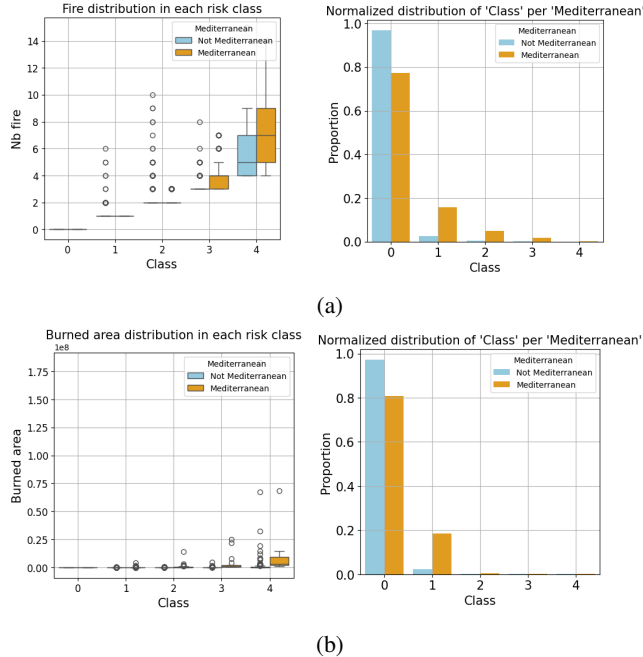 Fire distribution in each risk class
Mediterranean
Not Mediterranean
Mediterranean
14
12
10
8
6
4
2
0
Nb fire
0 1 2 3 4
Class
Normalized distribution of 'Class' per 'Mediterranean'
Mediterranean
Not Mediterranean
Mediterranean
1.0
0.8
0.6
0.4
0.2
0.0
Proportion
0 1 2 3 4
Class
(a)
Burned area distribution in each risk class
1e8
Mediterranean
Not Mediterranean
Mediterranean
1.75
1.50
1.25
1.00
0.75
0.50
0.25
0.00
Burned area
0 1 2 3 4
Class
Normalized distribution of 'Class' per 'Mediterranean'
Mediterranean
Not Mediterranean
Mediterranean
1.0
0.8
0.6
0.4
0.2
0.0
Proportion
0 1 2 3 4
Class
(b)